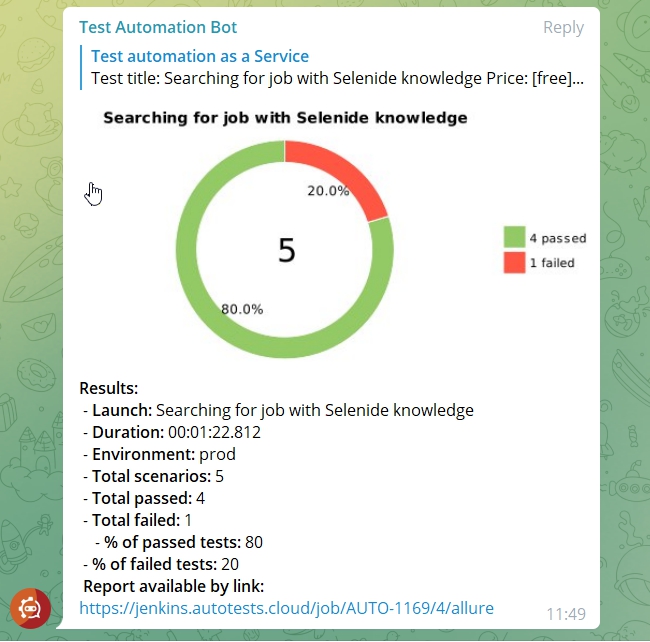 Test Automation Bot Reply
Test automation as a Service
Test title: Searching for job with Selenide knowledge Price: [free]...
Searching for job with Selenide knowledge
20.0%
5
4 passed
1 failed
80.0%
Results:
- Launch: Searching for job with Selenide knowledge
- Duration: 00:01:22.812
- Environment: prod
- Total scenarios: 5
- Total passed: 4
- Total failed: 1
- % of passed tests: 80
- % of failed tests: 20
Report available by link:
https://jenkins.autotests.cloud/job/AUTO-1169/4/allure 11:49